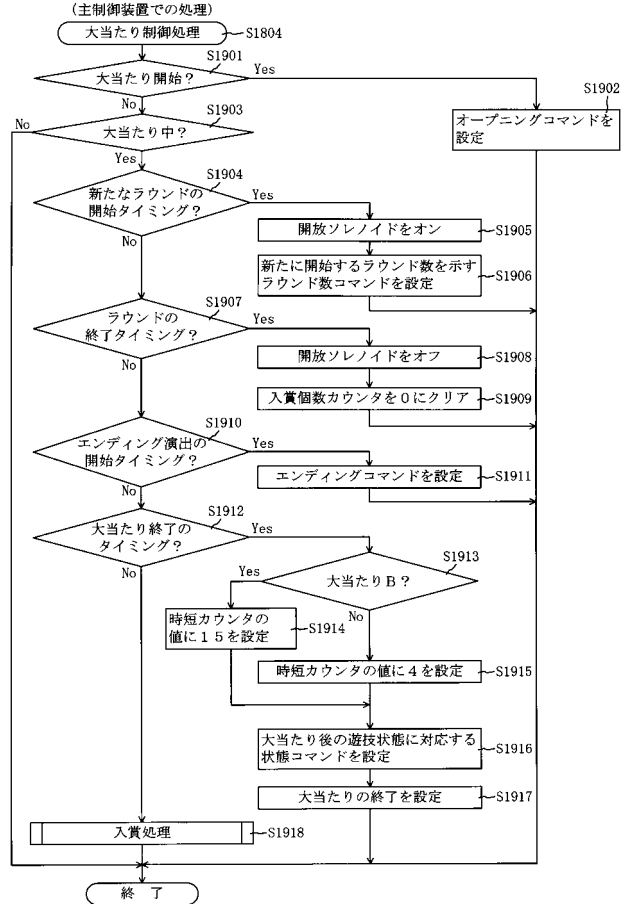 (主制御装置での処理)
大当たり制御処理
S1804
S1901
大当たり開始？
Yes
No
S1902
オープニングコマンドを
設定
S1903
No
大当たり中？
Yes
S1904
新たなラウンドの
開始タイミング？
Yes
No
開放ソレノイドをオン
S1905
新たに開始するラウンド数を示す
ラウンド数コマンドを設定
S1906
S1907
ラウンドの
終了タイミング？
Yes
No
開放ソレノイドをオフ
S1908
入賞個数カウンタを0にクリア
S1909
S1910
エンディング演出の
開始タイミング？
Yes
No
エンディングコマンドを設定
S1911
S1912
大当たり終了の
タイミング？
Yes
No
S1913
大当たりB？
Yes
No
時短カウンタの
値に15を設定
S1914
時短カウンタの値に4を設定
S1915
大当たり後の遊技状態に対応する
状態コマンドを設定
S1916
大当たりの終了を設定
S1917
入賞処理
S1918
終 了